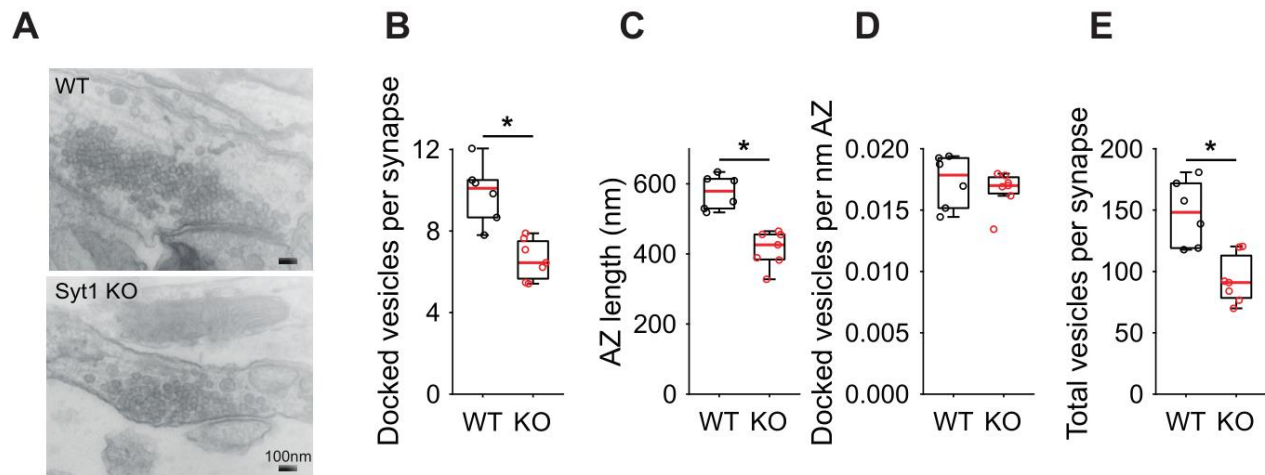 A
B
C
D
E
WT
Syt1 KO
100nm
Docked vesicles per synapse
12
8
4
0
*
WT KO
AZ length (nm)
600
400
200
0
*
WT KO
Docked vesicles per nm AZ
0.020
0.015
0.010
0.005
0.000
WT KO
Total vesicles per synapse
200
150
100
50
0
*
WT KO